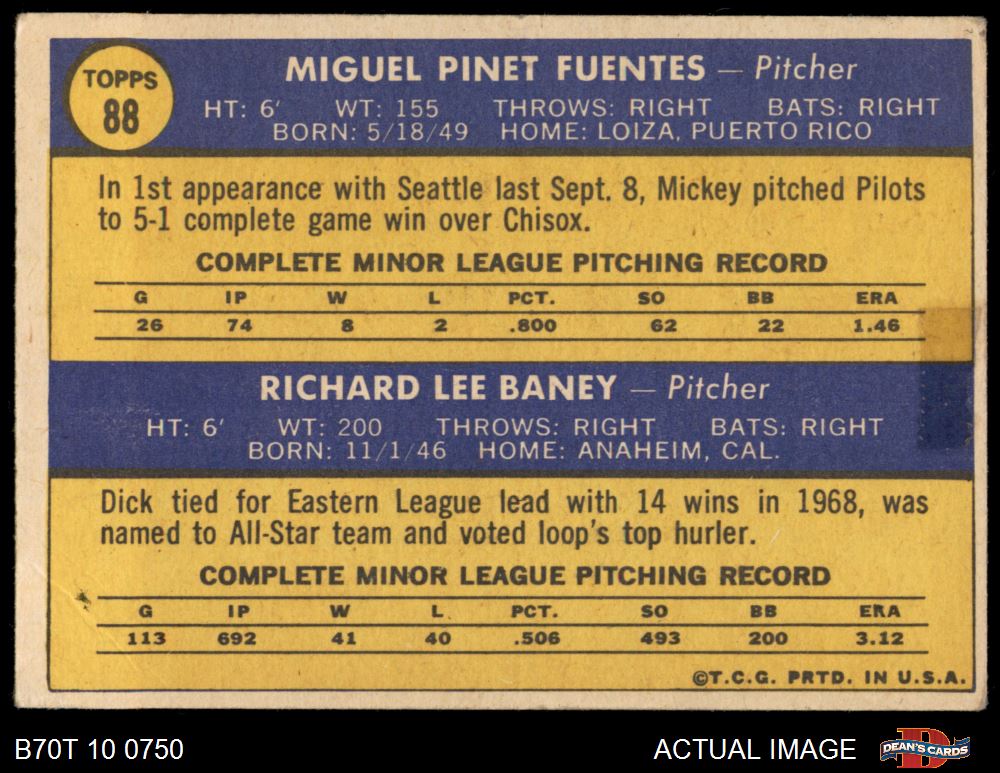 TOPPS
88
MIGUEL PINET FUENTES — Pitcher
HT: 6' WT: 155 THROWS: RIGHT BATS: RIGHT
BORN: 5/18/49 HOME: LOIZA, PUERTO RICO
In 1st appearance with Seattle last Sept. 8, Mickey pitched Pilots
to 5-1 complete game win over Chisox.
COMPLETE MINOR LEAGUE PITCHING RECORD
G IP W L PCT. SO BB ERA
26 74 8 2 .800 62 22 1.46
RICHARD LEE BANEY — Pitcher
HT: 6' WT: 200 THROWS: RIGHT BATS: RIGHT
BORN: 11/1/46 HOME: ANAHEIM, CAL.
Dick tied for Eastern League lead with 14 wins in 1968, was
named to All-Star team and voted loop's top hurler.
COMPLETE MINOR LEAGUE PITCHING RECORD
G IP W L PCT. SO BB ERA
113 692 41 40 .506 493 200 3.12
©T.C.G. PRTD. IN U.S.A.
B70T 10 0750 ACTUAL IMAGE DEAN'S CARDS